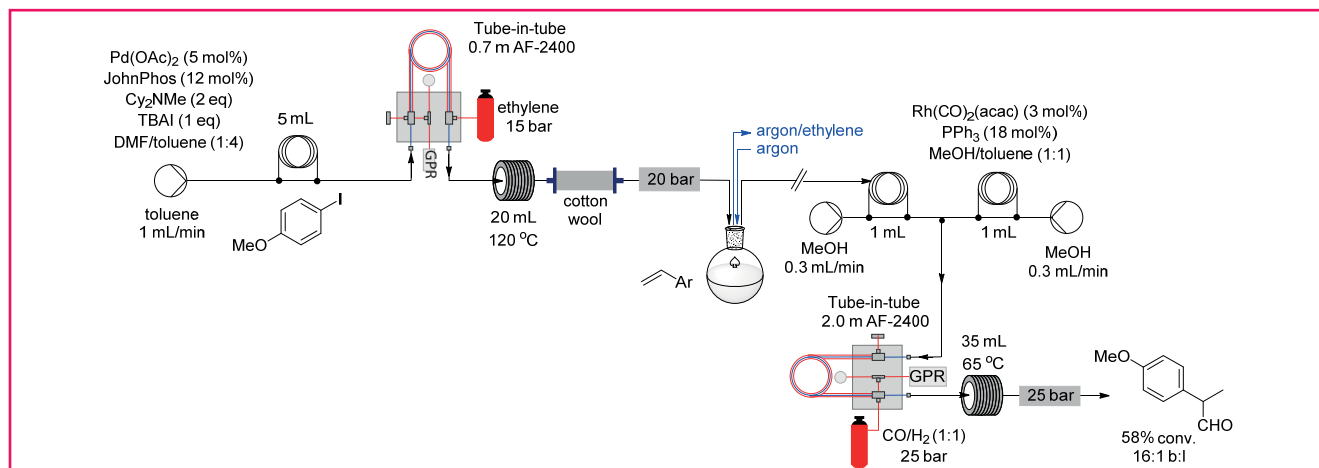 Pd(OAc)₂ (5 mol%)
JohnPhos (12 mol%)
Cy₂NMe (2 eq)
TBAI (1 eq)
DMF/toluene (1:4)
toluene
1 mL/min
5 mL
I
MeO
Tube-in-tube
0.7 m AF-2400
ethylene
15 bar
GPR
20 mL
120 °C
cotton
wool
20 bar
argon/ethylene
argon
Ar
MeOH
0.3 mL/min
1 mL
Rh(CO)₂(acac) (3 mol%)
PPh₃ (18 mol%)
MeOH/toluene (1:1)
1 mL
MeOH
0.3 mL/min
Tube-in-tube
2.0 m AF-2400
GPR
CO/H₂ (1:1)
25 bar
35 mL
65 °C
25 bar
MeO
CHO
58% conv.
16:1 b:l